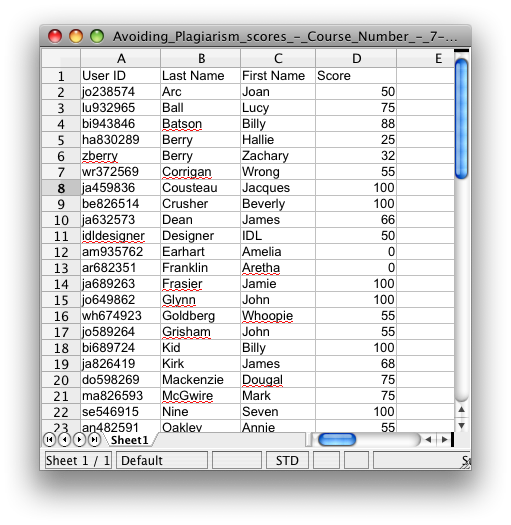 Avoiding_Plagiarism_scores_-_Course_Number_-_7-...
A B C D E
1 User ID Last Name First Name Score
2 jo238574 Arc Joan 50
3 lu932965 Ball Lucy 75
4 bi943846 Batson Billy 88
5 ha830289 Berry Hallie 25
6 zberry Berry Zachary 32
7 wr372569 Corrigan Wrong 55
8 ja459836 Cousteau Jacques 100
9 be826514 Crusher Beverly 100
10 ja632573 Dean James 66
11 idldesigner Designer IDL 50
12 am935762 Earhart Amelia 0
13 ar682351 Franklin Aretha 0
14 ja689263 Frasier Jamie 100
15 jo649862 Glynn John 100
16 wh674923 Goldberg Whoopie 55
17 jo589264 Grisham John 55
18 bi689724 Kid Billy 100
19 ja826419 Kirk James 68
20 do598269 Mackenzie Dougal 75
21 ma826593 McGwire Mark 75
22 se546915 Nine Seven 100
23 an482591 Oakley Annie 55
Sheet1
Sheet 1 / 1 Default STD